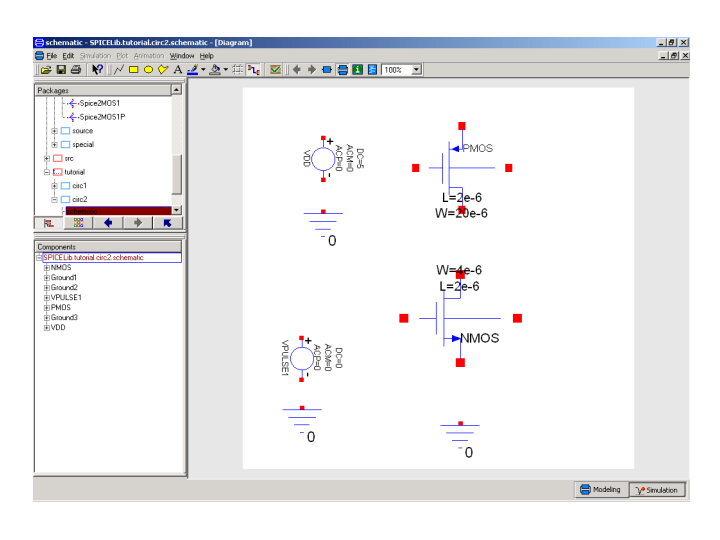 schematic - SPICELib.tutorial.circ2.schematic - [Diagram]
File Edit Simulation Plot Animation Window Help
A 100%
Packages
Spice2MOS1
Spice2MOS1P
source
special
src
tutorial
circ1
circ2
Components
SPICELib.tutorial.circ2.schematic
NMOS
Ground1
Ground2
VPULSE1
PMOS
Ground3
VDD
+
DC=5
ACM=0
ACP=0
VDD
-
0
PMOS
L=2e-6
W=20e-6
W=4e-6
L=2e-6
NMOS
+
DC=0
ACM=0
ACP=0
VPULSE1
-
0
0
Modeling Simulation